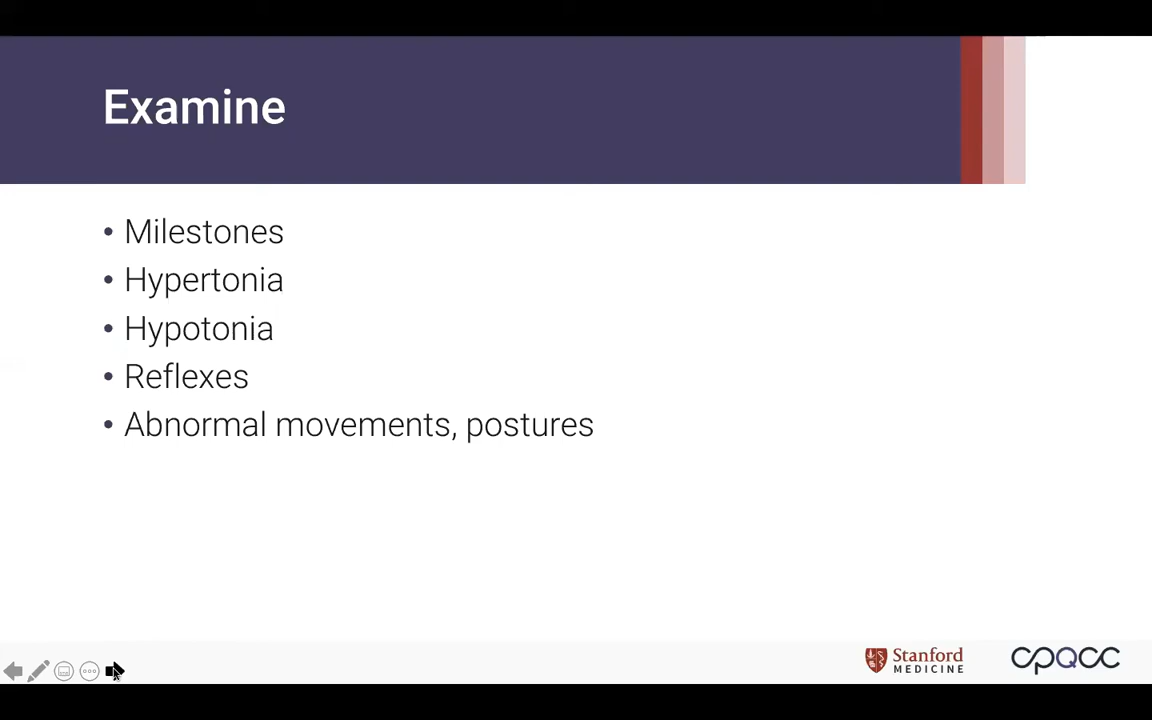 Examine
• Milestones
• Hypertonia
• Hypotonia
• Reflexes
• Abnormal movements, postures
Stanford
MEDICINE
cpqcc